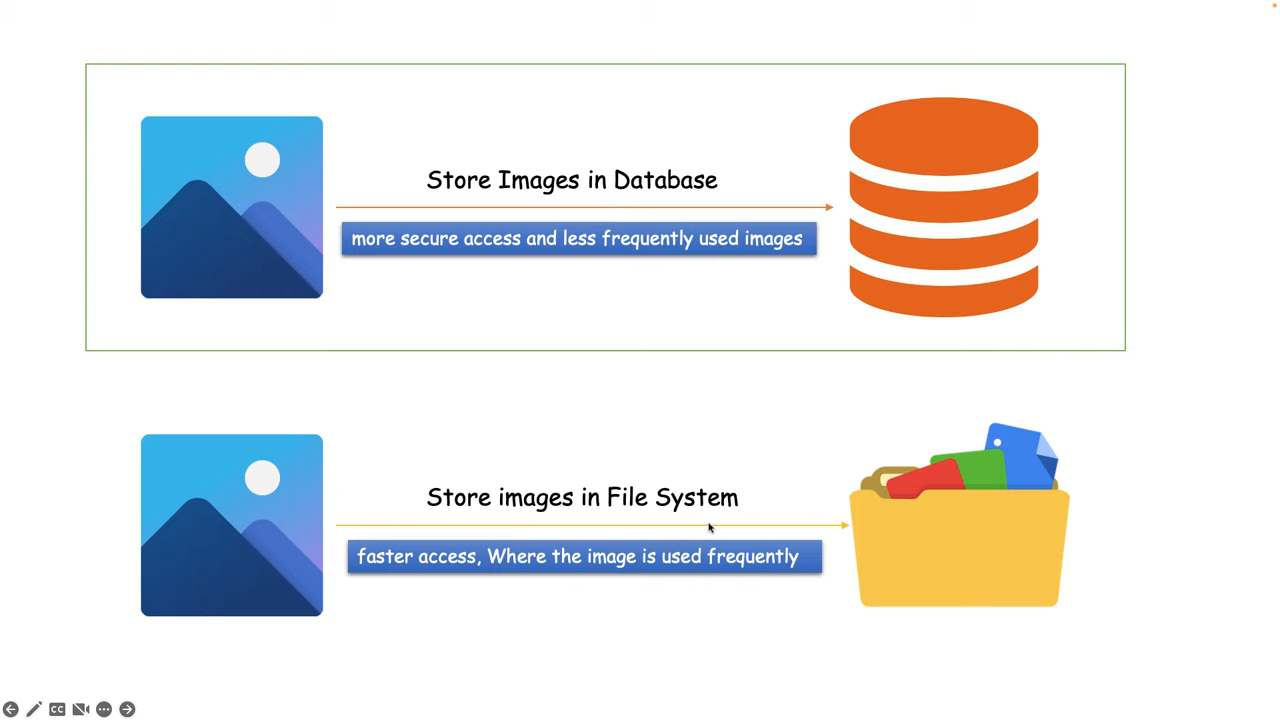 Store Images in Database
more secure access and less frequently used images
Store images in File System
faster access, Where the image is used frequently
CC